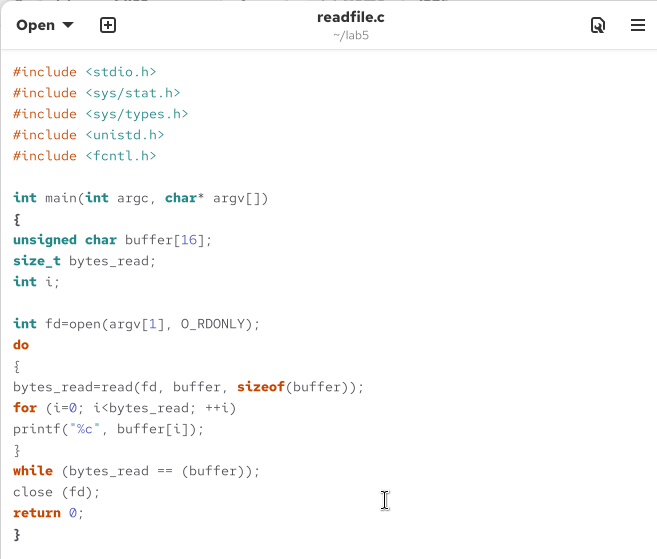 Open
readfile.c
~/lab5
#include <stdio.h>
#include <sys/stat.h>
#include <sys/types.h>
#include <unistd.h>
#include <fcntl.h>
int main(int argc, char* argv[])
{
unsigned char buffer[16];
size_t bytes_read;
int i;
int fd=open(argv[1], O_RDONLY);
do
{
bytes_read=read(fd, buffer, sizeof(buffer));
for (i=0; i<bytes_read; ++i)
printf("%c", buffer[i]);
}
while (bytes_read == (buffer));
close (fd);
return 0;
}